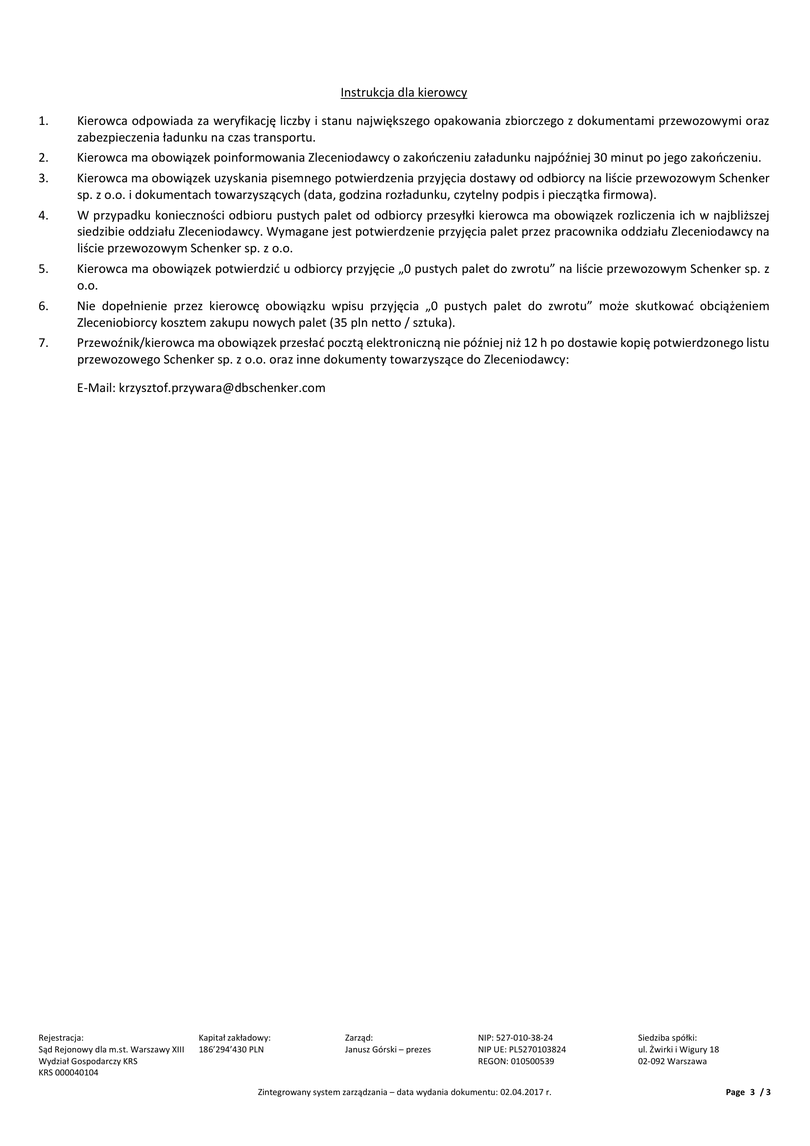 Instrukcja dla kierowcy
1. Kierowca odpowiada za weryfikację liczby i stanu największego opakowania zbiorczego z dokumentami przewozowymi oraz
zabezpieczenia ładunku na czas transportu.
2. Kierowca ma obowiązek poinformowania Zleceniodawcy o zakończeniu załadunku najpóźniej 30 minut po jego zakończeniu.
3. Kierowca ma obowiązek uzyskania pisemnego potwierdzenia przyjęcia dostawy od odbiorcy na liście przewozowym Schenker
sp. z o.o. i dokumentach towarzyszących (data, godzina rozładunku, czytelny podpis i pieczątka firmowa).
4. W przypadku konieczności odbioru pustych palet od odbiorcy przesyłki kierowca ma obowiązek rozliczenia ich w najbliższej
siedzibie oddziału Zleceniodawcy. Wymagane jest potwierdzenie przyjęcia palet przez pracownika oddziału Zleceniodawcy na
liście przewozowym Schenker sp. z o.o.
5. Kierowca ma obowiązek potwierdzić u odbiorcy przyjęcie „0 pustych palet do zwrotu” na liście przewozowym Schenker sp. z
o.o.
6. Nie dopełnienie przez kierowcę obowiązku wpisu przyjęcia „0 pustych palet do zwrotu” może skutkować obciążeniem
Zleceniobiorcy kosztem zakupu nowych palet (35 pln netto / sztuka).
7. Przewoźnik/kierowca ma obowiązek przesłać pocztą elektroniczną nie później niż 12 h po dostawie kopię potwierdzonego listu
przewozowego Schenker sp. z o.o. oraz inne dokumenty towarzyszące do Zleceniodawcy:
E-Mail: krzysztof.przywara@dbschenker.com
Rejestracja:
Sąd Rejonowy dla m.st. Warszawy XIII
Wydział Gospodarczy KRS
KRS 000040104
Kapitał zakładowy:
186’294’430 PLN
Zarząd:
Janusz Górski – prezes
NIP: 527-010-38-24
NIP UE: PL5270103824
REGON: 010500539
Siedziba spółki:
ul. Żwirki i Wigury 18
02-092 Warszawa
Zintegrowany system zarządzania – data wydania dokumentu: 02.04.2017 r.
Page 3 / 3